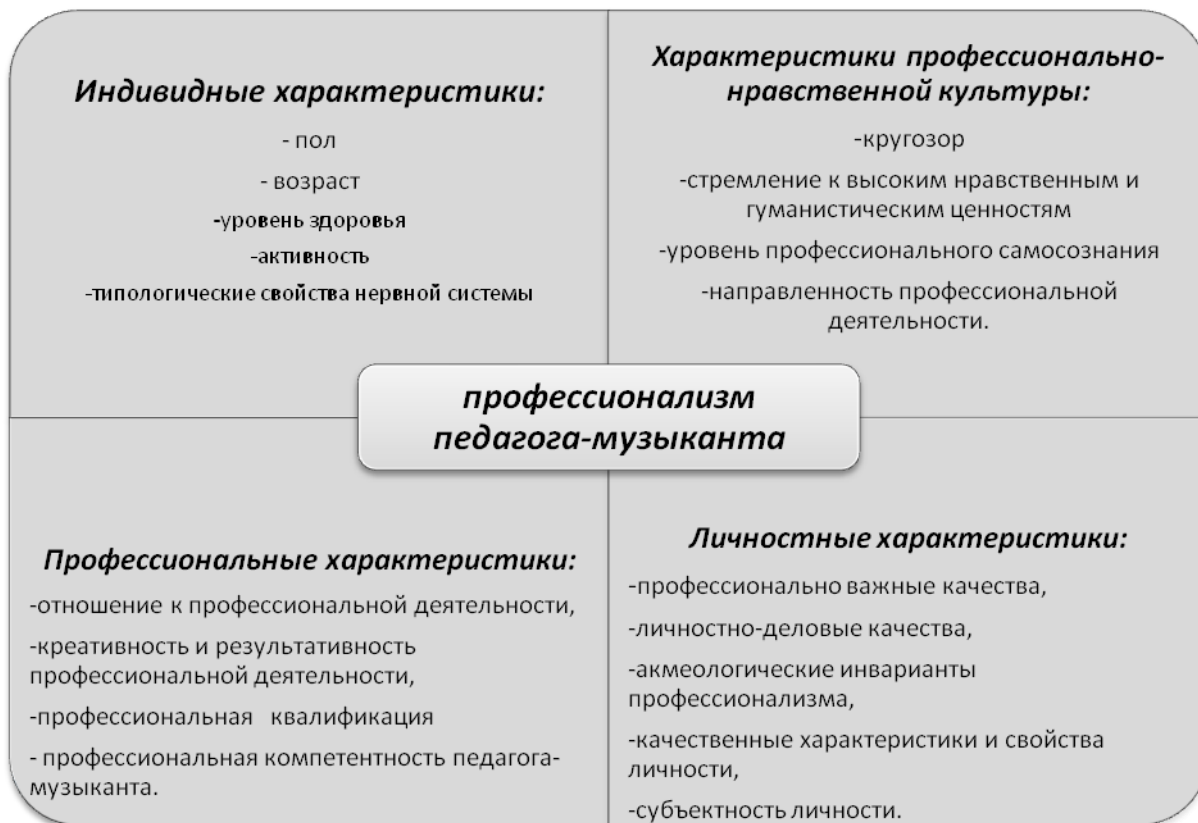 Индивидные характеристики:
- пол
- возраст
-уровень здоровья
-активность
-типологические свойства нервной системы
Характеристики профессионально-
нравственной культуры:
-кругозор
-стремление к высоким нравственным и
гуманистическим ценностям
-уровень профессионального самосознания
-направленность профессиональной
деятельности.
профессионализм
педагога-музыканта
Профессиональные характеристики:
-отношение к профессиональной деятельности,
-креативность и результативность
профессиональной деятельности,
-профессиональная квалификация
- профессиональная компетентность педагога-
музыканта.
Личностные характеристики:
-профессионально важные качества,
-личностно-деловые качества,
-акмеологические инварианты
профессионализма,
-качественные характеристики и свойства
личности,
-субъектность личности.